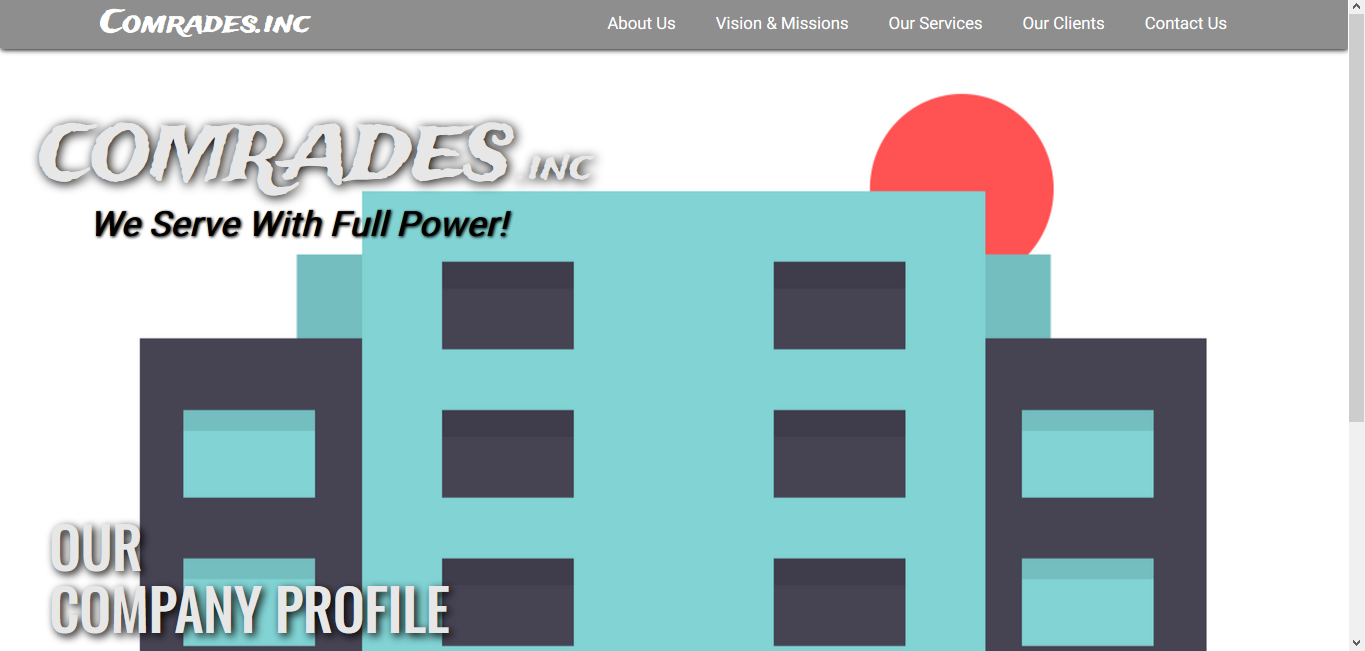 Comrades.inc
About Us
Vision & Missions
Our Services
Our Clients
Contact Us
COMRADES .INC
We Serve With Full Power!
OUR
COMPANY PROFILE